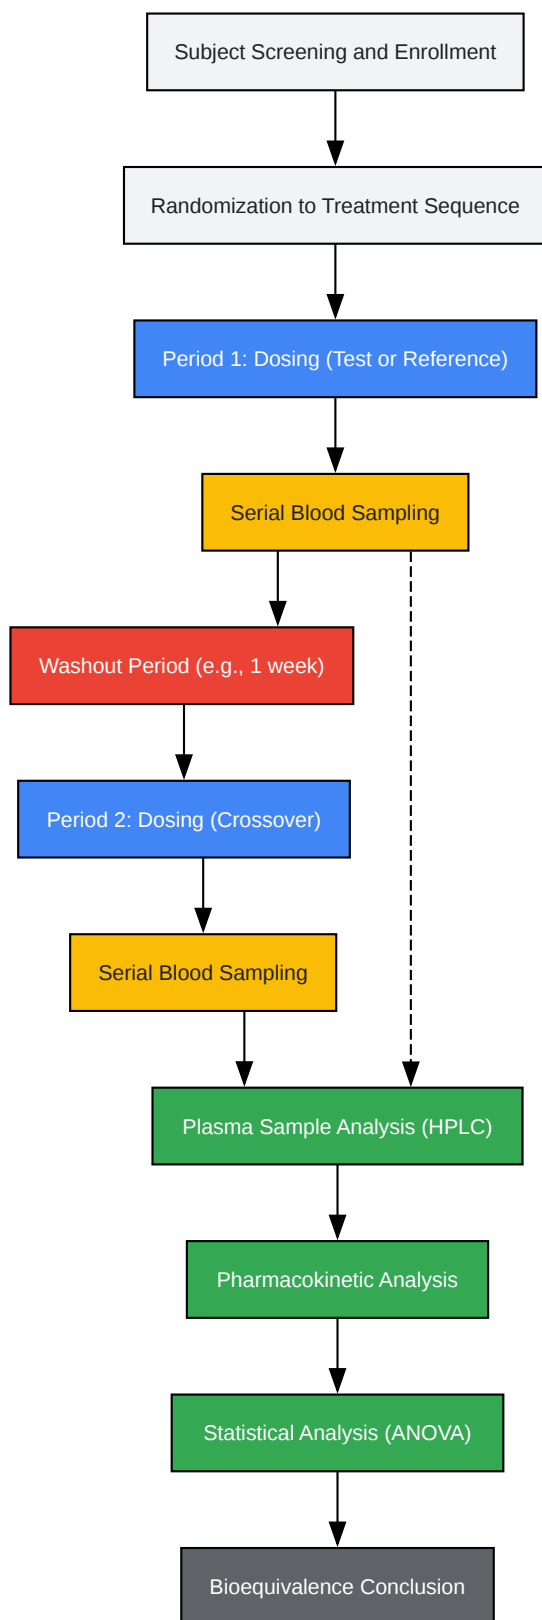 Subject Screening and Enrollment
Randomization to Treatment Sequence
Period 1: Dosing (Test or Reference)
Serial Blood Sampling
Washout Period (e.g., 1 week)
Period 2: Dosing (Crossover)
Serial Blood Sampling
Plasma Sample Analysis (HPLC)
Pharmacokinetic Analysis
Statistical Analysis (ANOVA)
Bioequivalence Conclusion